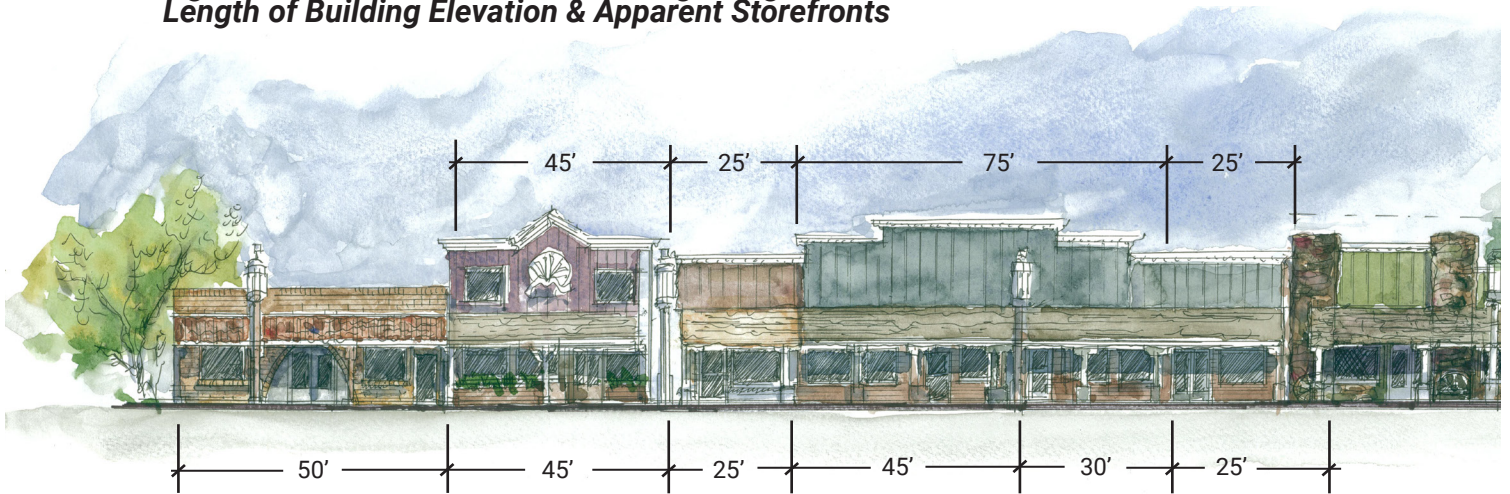 Length of Building Elevation & Apparent Storefronts
45’ 25’ 75’ 25’
50’ 45’ 25’ 45’ 30’ 25’